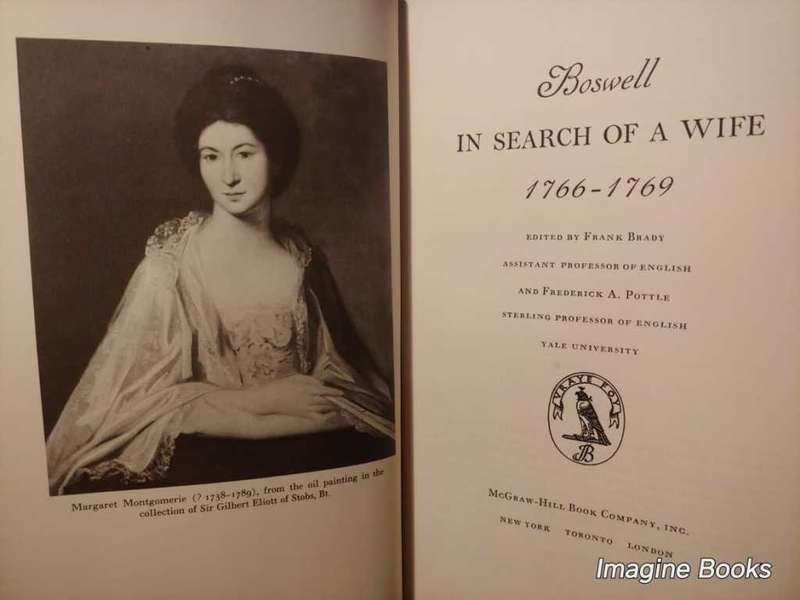 Margaret Montgomerie (? 1738–1789), from the oil painting in the
collection of Sir Gilbert Eliott of Stobs, Bt.
Boswell
IN SEARCH OF A WIFE
1766–1769
EDITED BY FRANK BRADY
ASSISTANT PROFESSOR OF ENGLISH
AND FREDERICK A. POTTLE
STERLING PROFESSOR OF ENGLISH
YALE UNIVERSITY
VRAYE FOY
JB
MCGRAW-HILL BOOK COMPANY, INC.
NEW YORK TORONTO LONDON
Imagine Books